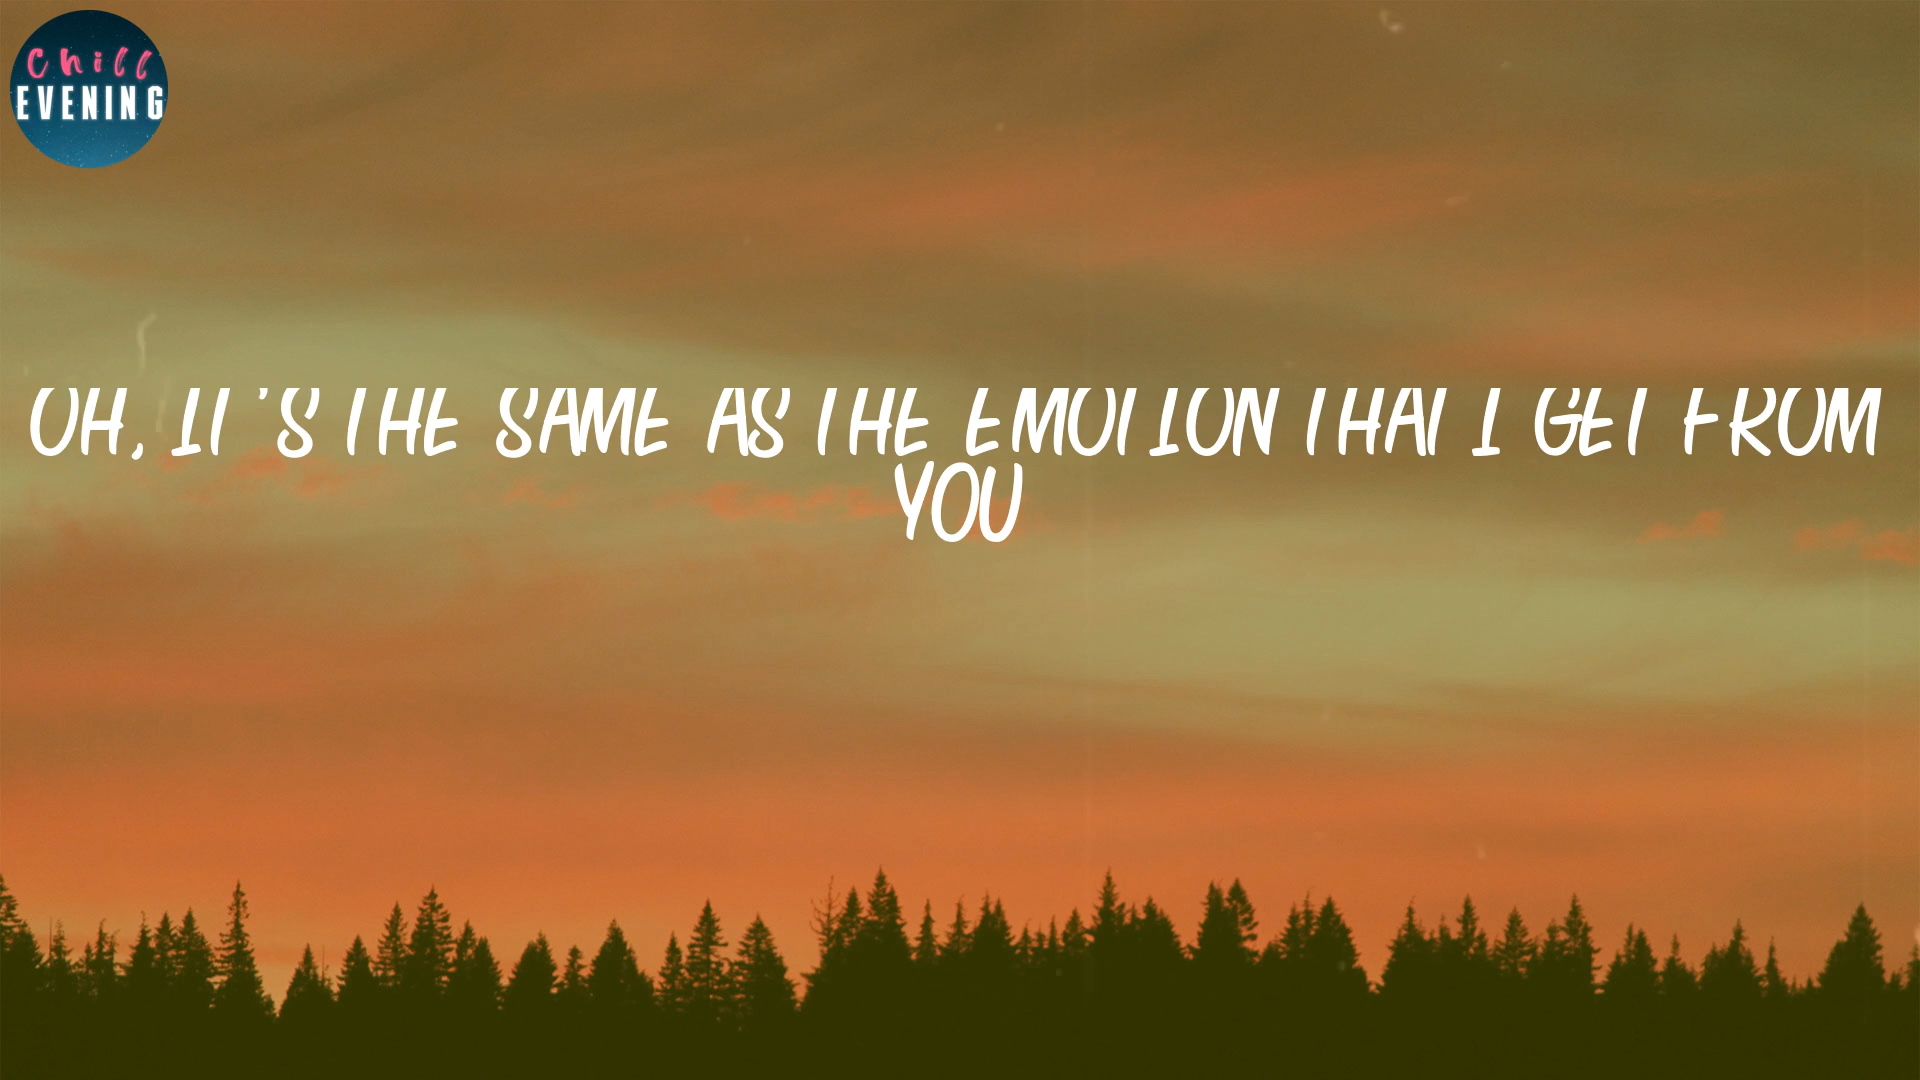 Chill
EVENING
OH, IT'S THE SAME AS THE EMOTION THAT I GET FROM
YOU